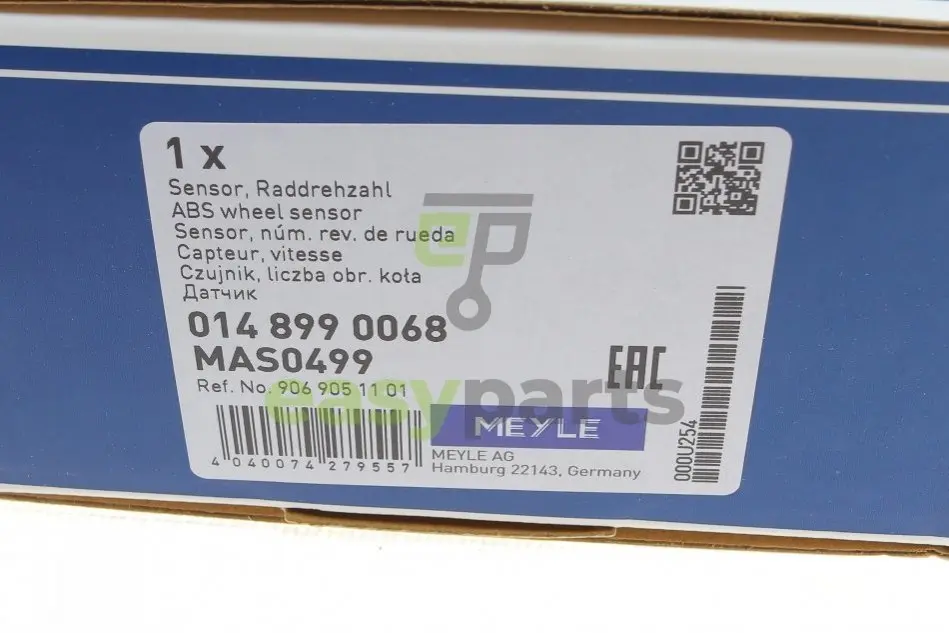 1 x
Sensor, Raddrehzahl
ABS wheel sensor
Sensor, núm. rev. de rueda
Capteur, vitesse
Czujnik, liczba obr. koła
Датчик
014 899 0068
MAS0499
Ref. No. 906 905 11 01
EAC
easyparts
MEYLE
4 040074 279557
MEYLE AG
Hamburg 22143, Germany
000U254
ep